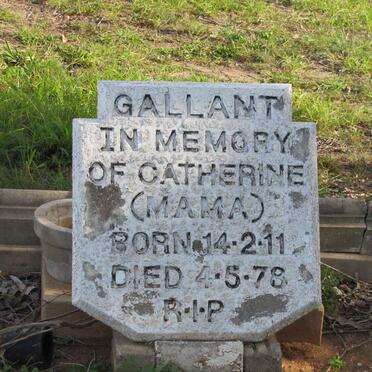 GALLANT
IN MEMORY
OF CATHERINE
(MAMA)
BORN 14·2·11
DIED 4·5·78
R·I·P